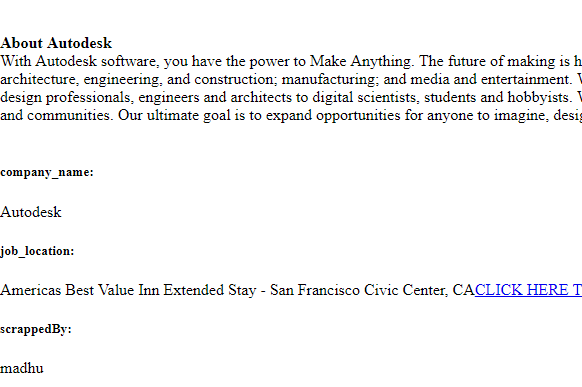 About Autodesk
With Autodesk software, you have the power to Make Anything. The future of making is h
architecture, engineering, and construction; manufacturing; and media and entertainment.
design professionals, engineers and architects to digital scientists, students and hobbyists.
and communities. Our ultimate goal is to expand opportunities for anyone to imagine, desig
company_name:
Autodesk
job_location:
Americas Best Value Inn Extended Stay - San Francisco Civic Center, CACLICK HERE T
scrappedBy:
madhu